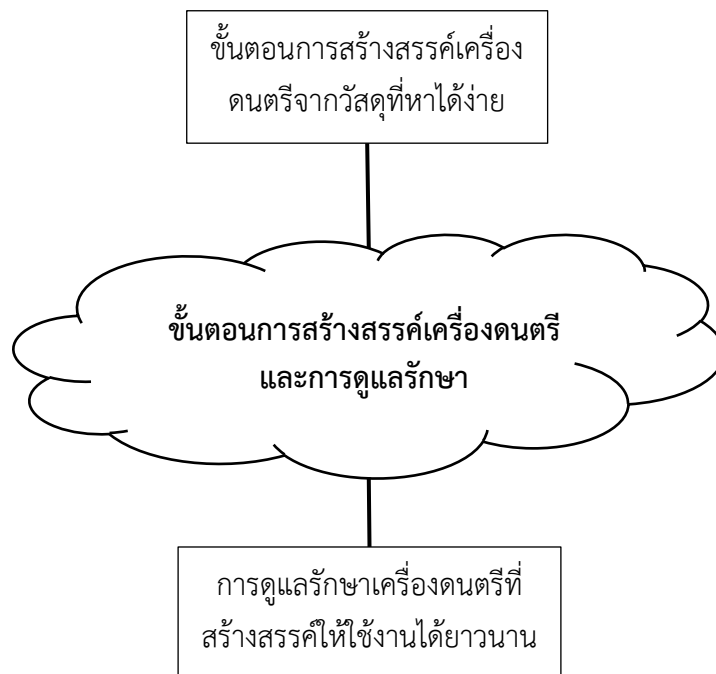 ขั้นตอนการสร้างสรรค์เครื่อง
ดนตรีจากวัสดุที่หาได้ง่าย
ขั้นตอนการสร้างสรรค์เครื่องดนตรี
และการดูแลรักษา
การดูแลรักษาเครื่องดนตรีที่
สร้างสรรค์ให้ใช้งานได้ยาวนาน